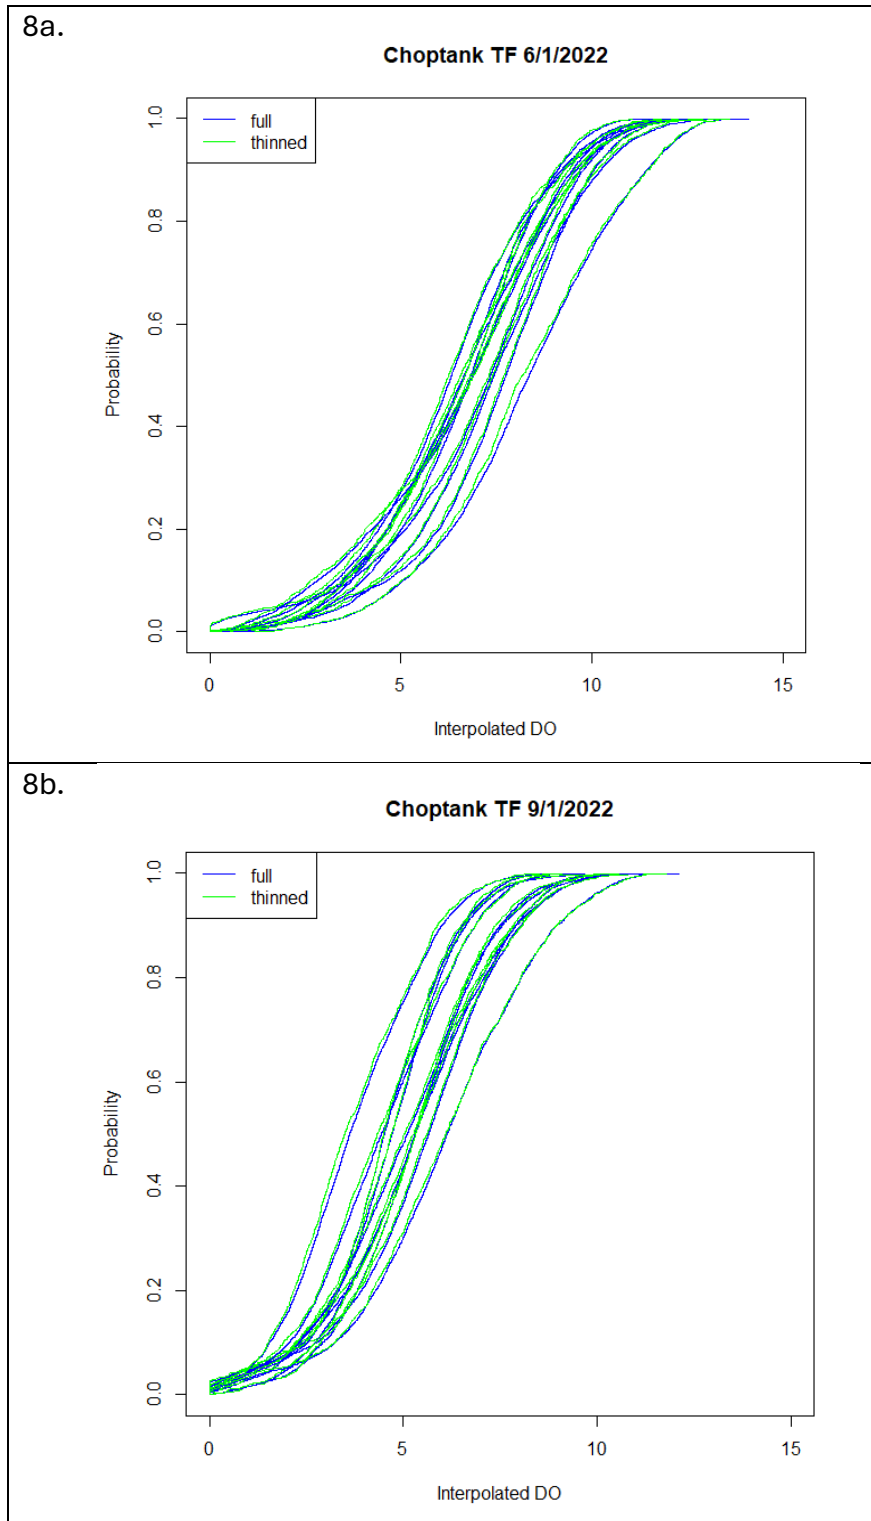 8a.
Choptank TF 6/1/2022
full
thinned
1.0
0.8
0.6
0.4
0.2
0.0
Probability
0 5 10 15
Interpolated DO
8b.
Choptank TF 9/1/2022
full
thinned
1.0
0.8
0.6
0.4
0.2
0.0
Probability
0 5 10 15
Interpolated DO